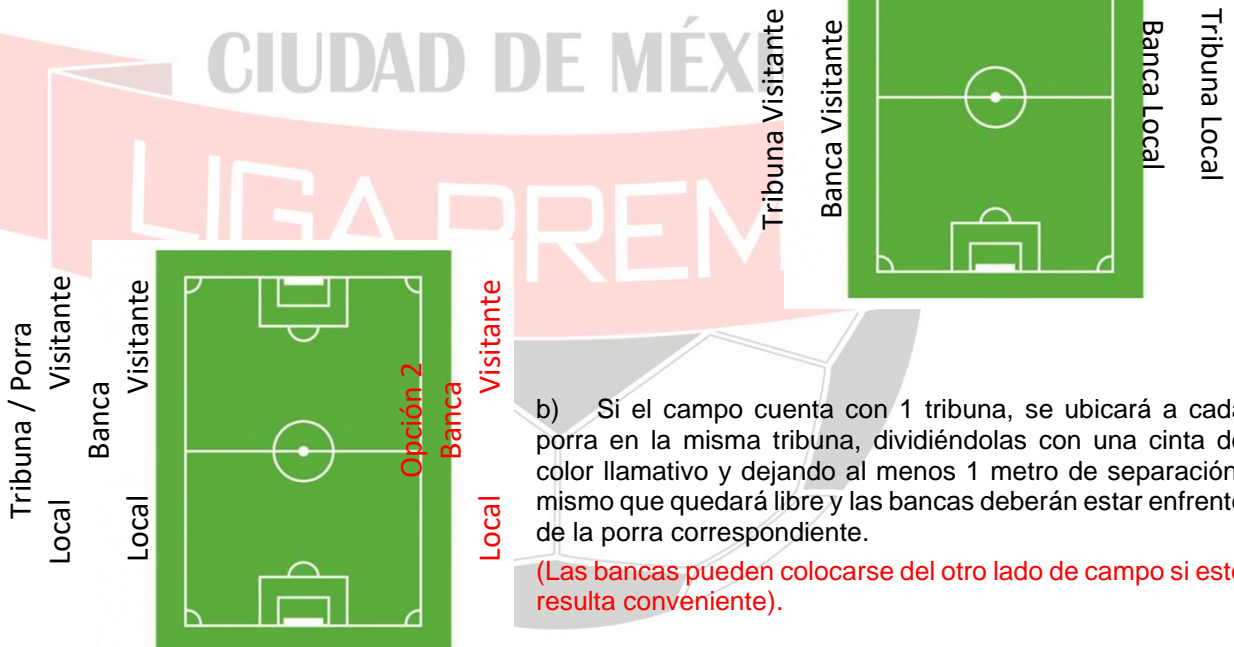 CIUDAD DE MÉXI
LIGA PREM
Tribuna Visitante
Banca Visitante
Banca Local
Tribuna Local
Tribuna / Porra
Local Visitante
Banca
Local Visitante
Opción 2
Banca
Local Visitante
b) Si el campo cuenta con 1 tribuna, se ubicará a cada
porra en la misma tribuna, dividiéndolas con una cinta de
color llamativo y dejando al menos 1 metro de separación
mismo que quedará libre y las bancas deberán estar enfrente
de la porra correspondiente.
(Las bancas pueden colocarse del otro lado de campo si esto
resulta conveniente).